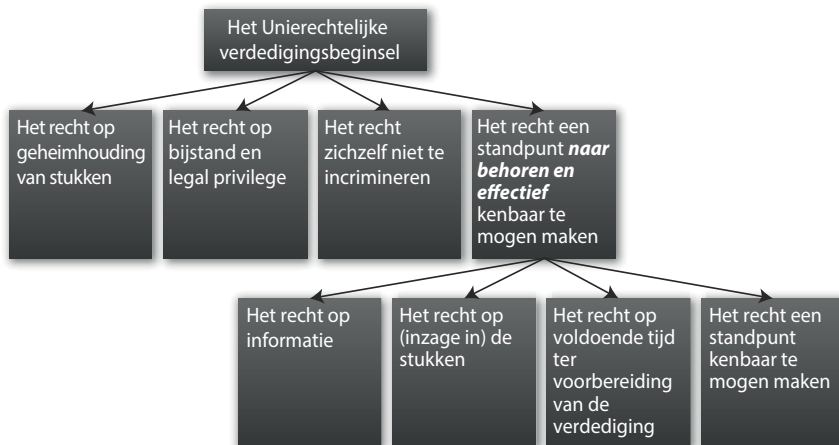 Het Unierechtelijke
verdedigingsbeginsel
Het recht op
geheimhouding
van stukken
Het recht op
bijstand en
legal privilege
Het recht
zichzelf niet te
incrimineren
Het recht een
standpunt naar
behoren en
effectief
kenbaar te
mogen maken
Het recht op
informatie
Het recht op
(inzage in) de
stukken
Het recht op
voldoende tijd
ter
voorbereiding
van de
verdediging
Het recht een
standpunt
kenbaar te
mogen maken